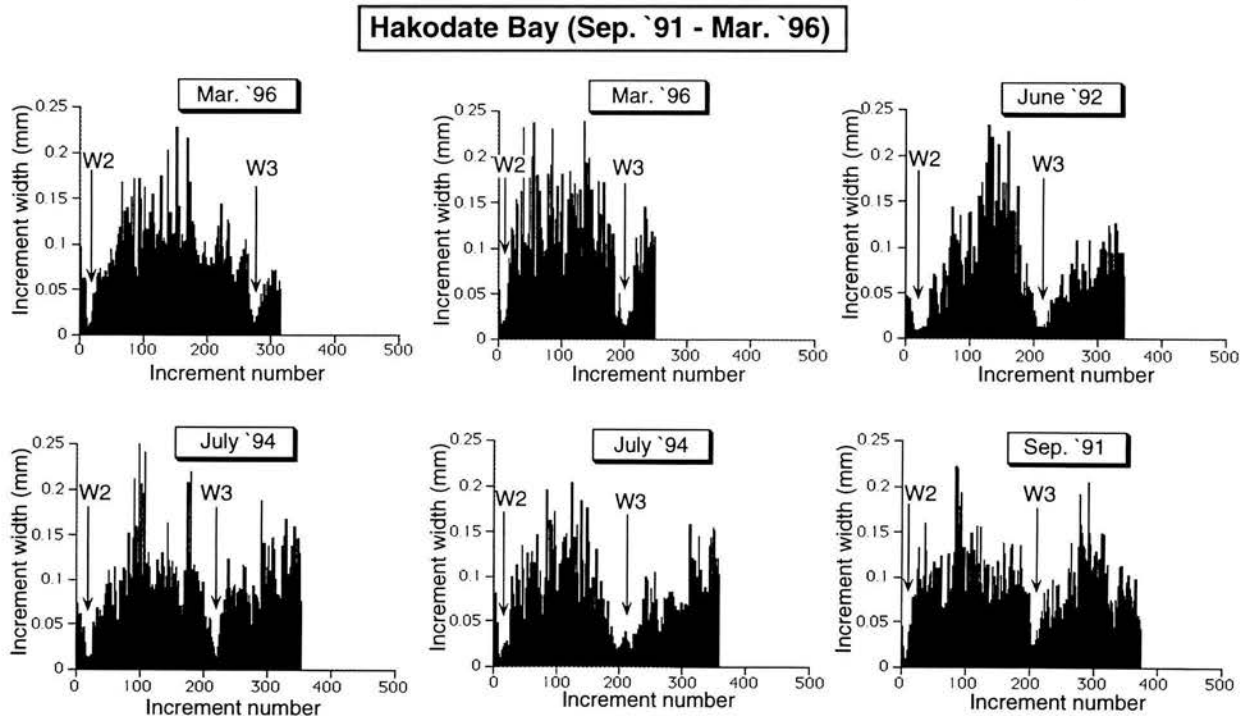 Hakodate Bay (Sep. `91 - Mar. `96)
Mar. `96
Increment width (mm)
0.25
0.2
0.15
0.1
0.05
0
W2
W3
0 100 200 300 400 500
Increment number
Mar. `96
Increment width (mm)
0.25
0.2
0.15
0.1
0.05
0
W2
W3
0 100 200 300 400 500
Increment number
June `92
Increment width (mm)
0.25
0.2
0.15
0.1
0.05
0
W2
W3
0 100 200 300 400 500
Increment number
July `94
Increment width (mm)
0.25
0.2
0.15
0.1
0.05
0
W2
W3
0 100 200 300 400 500
Increment number
July `94
Increment width (mm)
0.25
0.2
0.15
0.1
0.05
0
W2
W3
0 100 200 300 400 500
Increment number
Sep. `91
Increment width (mm)
0.25
0.2
0.15
0.1
0.05
0
W2
W3
0 100 200 300 400 500
Increment number